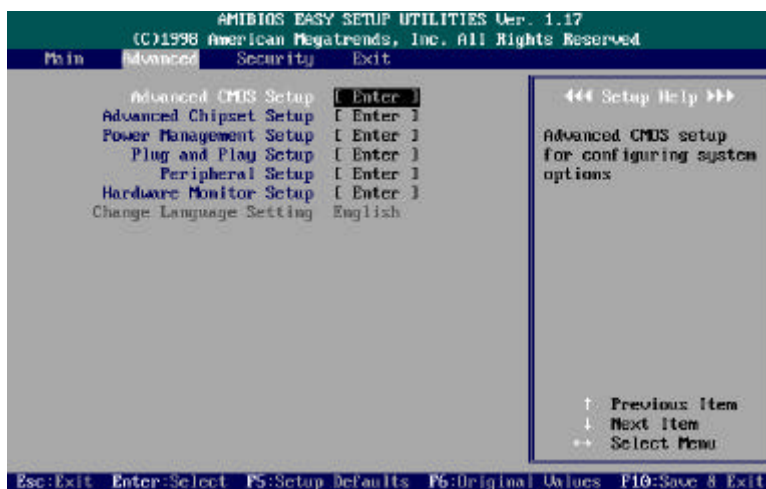 AMIBIOS EASY SETUP UTILITIES Ver. 1.17
(C)1998 American Megatrends, Inc. All Rights Reserved
Main Advanced Security Exit
Advanced CMOS Setup [ Enter ]
Advanced Chipset Setup [ Enter ]
Power Management Setup [ Enter ]
Plug and Play Setup [ Enter ]
Peripheral Setup [ Enter ]
Hardware Monitor Setup [ Enter ]
Change Language Setting English
◄◄◄ Setup Help ►►►
Advanced CMOS setup
for configuring system
options
↑ Previous Item
↓ Next Item
↔ Select Menu
Esc:Exit Enter:Select F5:Setup Defaults F6:Original Values F10:Save & Exit